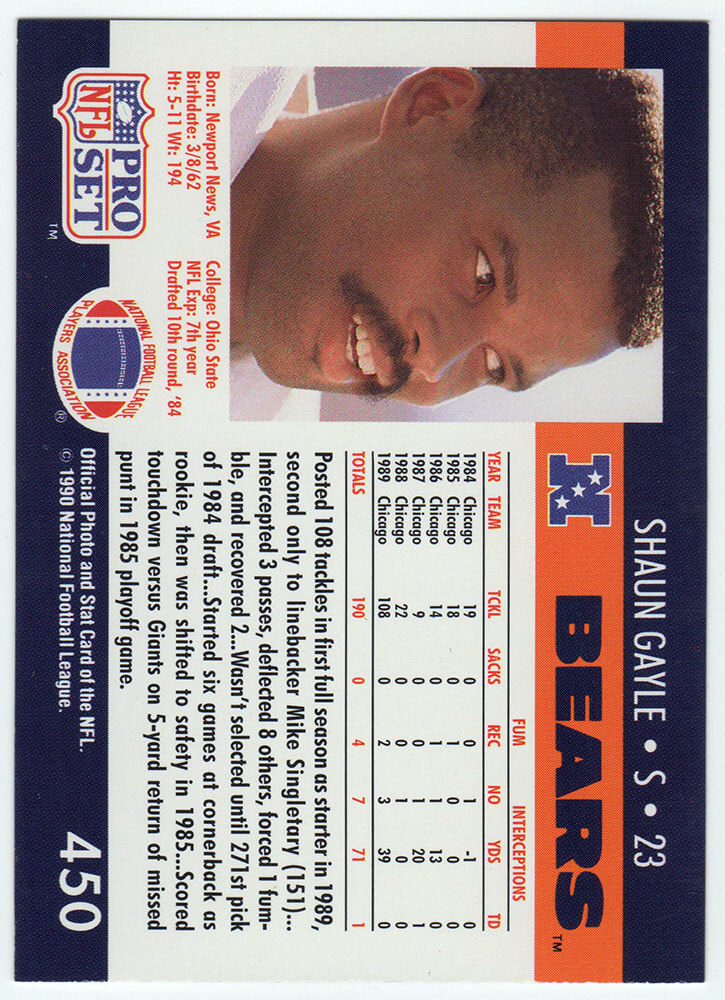 SHAUN GAYLE • S • 23
N BEARS™
FUM INTERCEPTIONS
YEAR TEAM TCKL SACKS REC NO YDS TD
1984 Chicago 19 0 0 1 -1 0
1985 Chicago 18 0 1 0 0 0
1986 Chicago 14 0 1 1 13 0
1987 Chicago 9 0 0 1 20 1
1988 Chicago 22 0 0 1 0 0
1989 Chicago 108 0 2 3 39 0
TOTALS 190 0 4 7 71 1
Born: Newport News, VA
Birthdate: 3/8/62
Ht: 5-11 Wt: 194
College: Ohio State
NFL Exp: 7th year
Drafted 10th round, '84
Posted 108 tackles in first full season as starter in 1989,
second only to linebacker Mike Singletary (151)...
Intercepted 3 passes, deflected 8 others, forced 1 fum-
ble, and recovered 2...Wasn't selected until 271st pick
of 1984 draft...Started six games at cornerback as
rookie, then was shifted to safety in 1985...Scored
touchdown versus Giants on 5-yard return of missed
punt in 1985 playoff game.
NFL PRO SET™
NATIONAL FOOTBALL LEAGUE
PLAYERS ASSOCIATION ®
Official Photo and Stat Card of the NFL.
© 1990 National Football League.
450